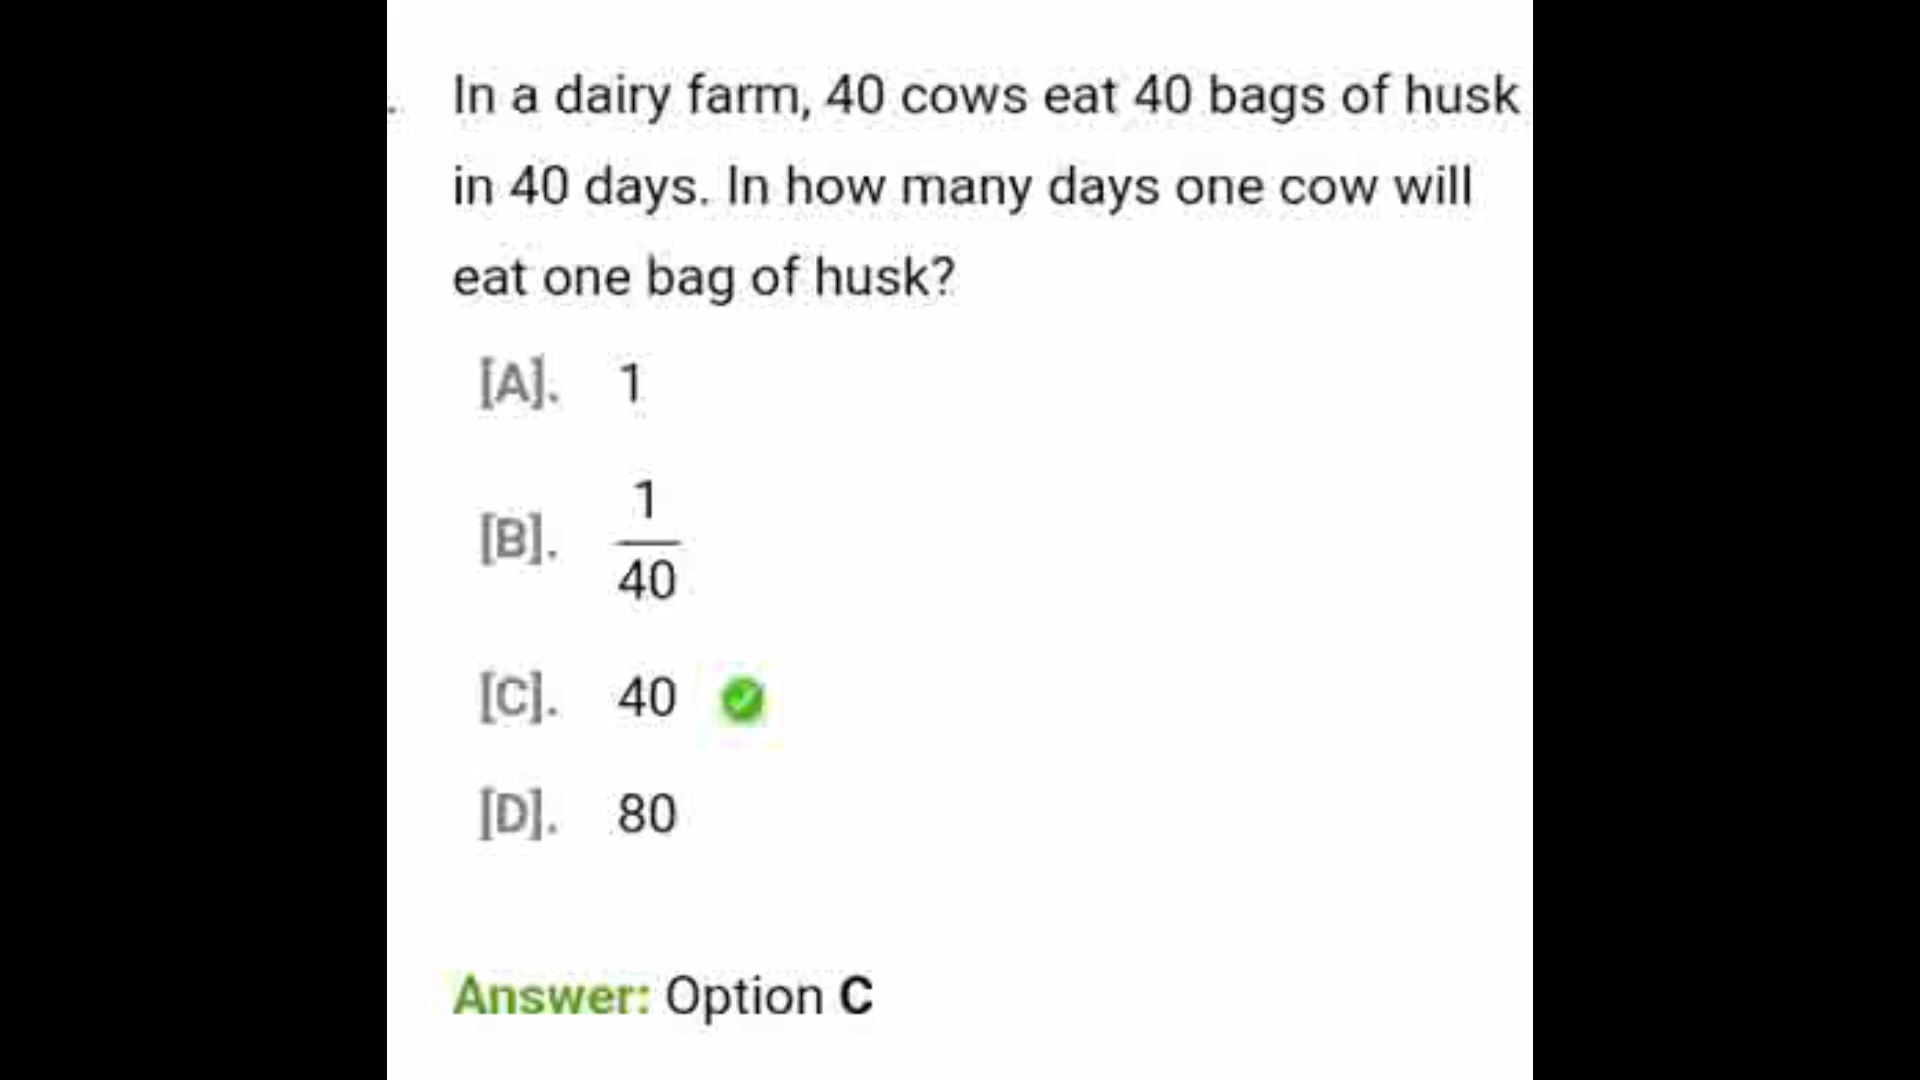 . In a dairy farm, 40 cows eat 40 bags of husk
in 40 days. In how many days one cow will
eat one bag of husk?
[A]. 1
[B]. 1/40
[C]. 40
[D]. 80
Answer: Option C